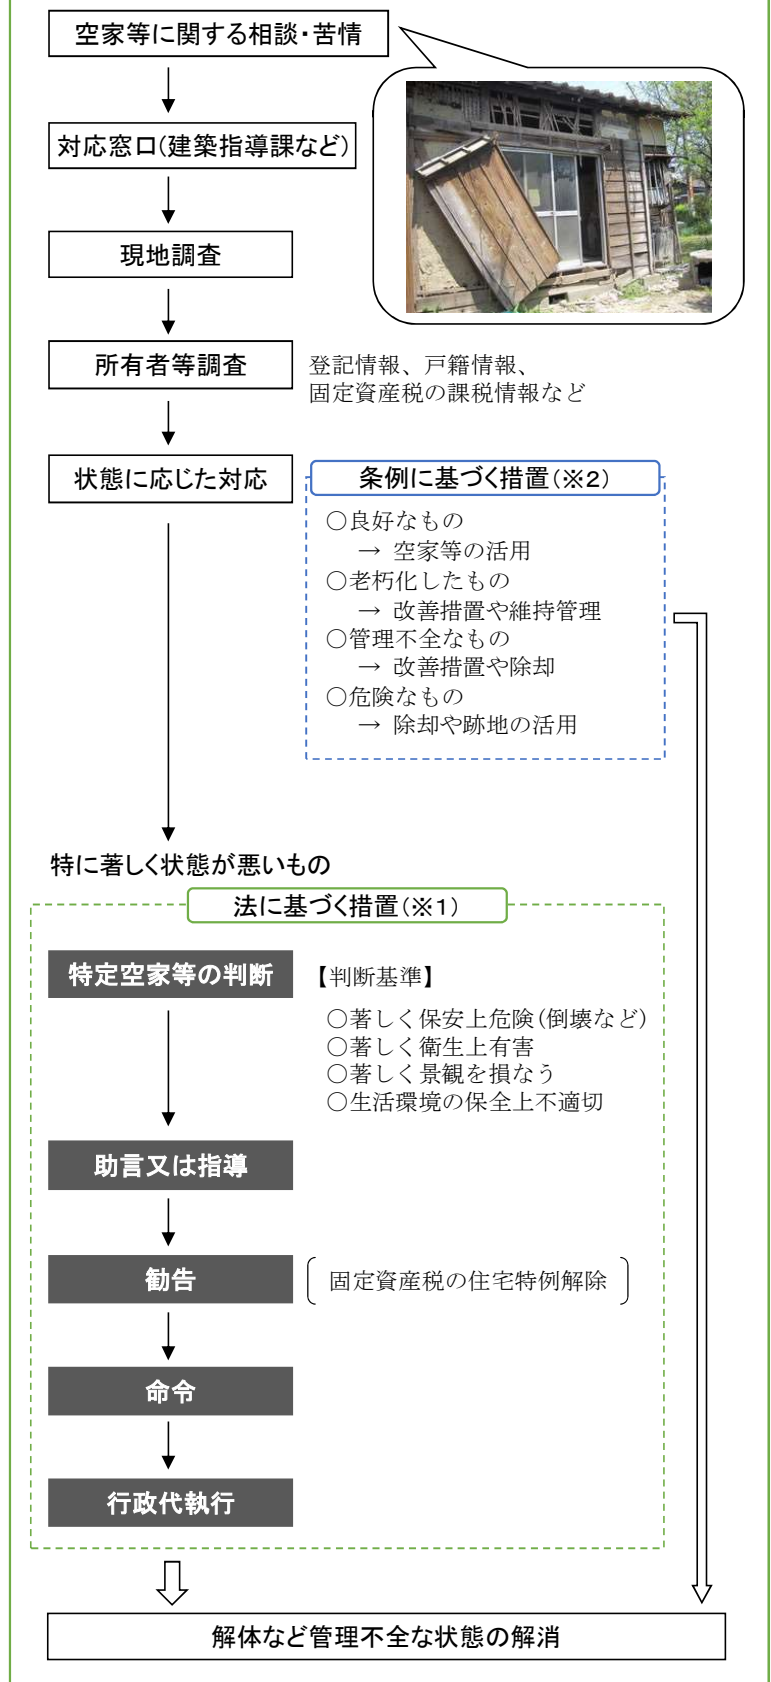 空家等に関する相談・苦情
対応窓口(建築指導課など)
現地調査
所有者等調査
登記情報、戸籍情報、
固定資産税の課税情報など
状態に応じた対応
条例に基づく措置(※2)
○良好なもの
→ 空家等の活用
○老朽化したもの
→ 改善措置や維持管理
○管理不全なもの
→ 改善措置や除却
○危険なもの
→ 除却や跡地の活用
特に著しく状態が悪いもの
法に基づく措置(※1)
特定空家等の判断
【判断基準】
○著しく保安上危険(倒壊など)
○著しく衛生上有害
○著しく景観を損なう
○生活環境の保全上不適切
助言又は指導
勧告
固定資産税の住宅特例解除
命令
行政代執行
解体など管理不全な状態の解消